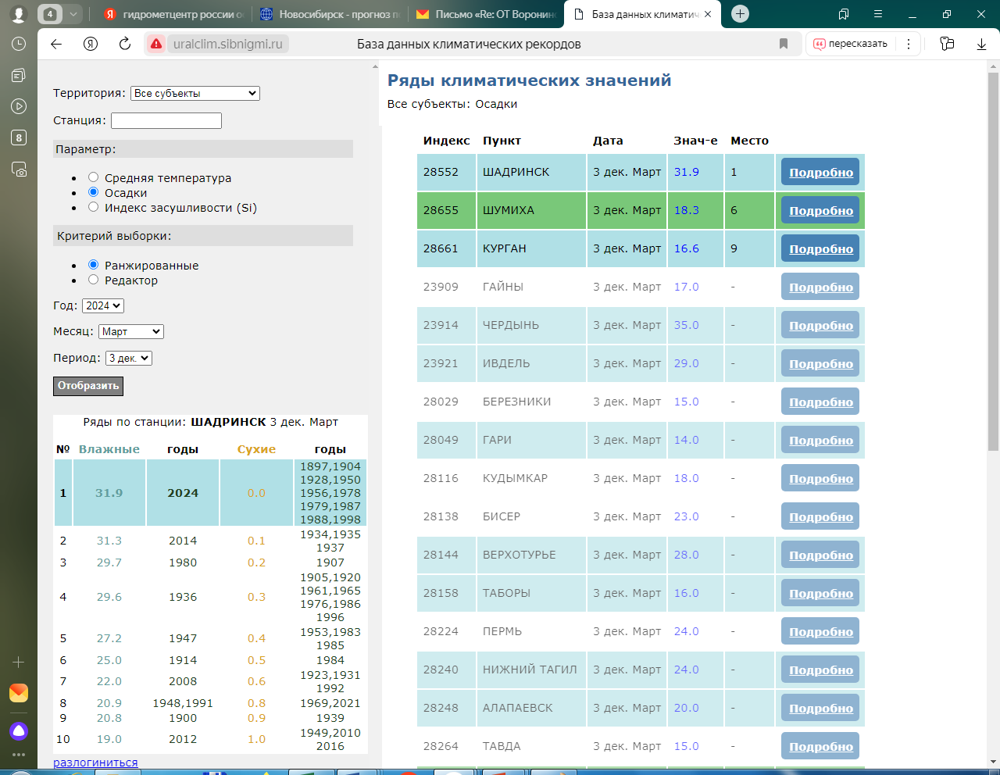 4
гидрометцентр россии о
Новосибирск - прогноз п
Письмо «Re: ОТ Воронин
База данных климатич
uralclim.sibnigmi.ru
База данных климатических рекордов
пересказать
8
Территория: Все субъекты
Станция:
Параметр:
Средняя температура
Осадки
Индекс засушливости (Si)
Критерий выборки:
Ранжированные
Редактор
Год: 2024
Месяц: Март
Период: 3 дек.
Отобразить
Ряды по станции: ШАДРИНСК 3 дек. Март
№ Влажные годы Сухие годы
1 31.9 2024 0.0 1897,1904
1928,1950
1956,1978
1979,1987
1988,1998
2 31.3 2014 0.1 1934,1935
1937
3 29.7 1980 0.2 1907
4 29.6 1936 0.3 1905,1920
1961,1965
1976,1986
1996
5 27.2 1947 0.4 1953,1983
1985
6 25.0 1914 0.5 1984
7 22.0 2008 0.6 1923,1931
1992
8 20.9 1948,1991 0.8 1969,2021
9 20.8 1900 0.9 1939
10 19.0 2012 1.0 1949,2010
2016
разлогиниться
Ряды климатических значений
Все субъекты: Осадки
Индекс Пункт Дата Знач-е Место
28552 ШАДРИНСК 3 дек. Март 31.9 1 Подробно
28655 ШУМИХА 3 дек. Март 18.3 6 Подробно
28661 КУРГАН 3 дек. Март 16.6 9 Подробно
23909 ГАЙНЫ 3 дек. Март 17.0 - Подробно
23914 ЧЕРДЫНЬ 3 дек. Март 35.0 - Подробно
23921 ИВДЕЛЬ 3 дек. Март 29.0 - Подробно
28029 БЕРЕЗНИКИ 3 дек. Март 15.0 - Подробно
28049 ГАРИ 3 дек. Март 14.0 - Подробно
28116 КУДЫМКАР 3 дек. Март 18.0 - Подробно
28138 БИСЕР 3 дек. Март 23.0 - Подробно
28144 ВЕРХОТУРЬЕ 3 дек. Март 28.0 - Подробно
28158 ТАБОРЫ 3 дек. Март 16.0 - Подробно
28224 ПЕРМЬ 3 дек. Март 24.0 - Подробно
28240 НИЖНИЙ ТАГИЛ 3 дек. Март 24.0 - Подробно
28248 АЛАПАЕВСК 3 дек. Март 20.0 - Подробно
28264 ТАВДА 3 дек. Март 15.0 - Подробно